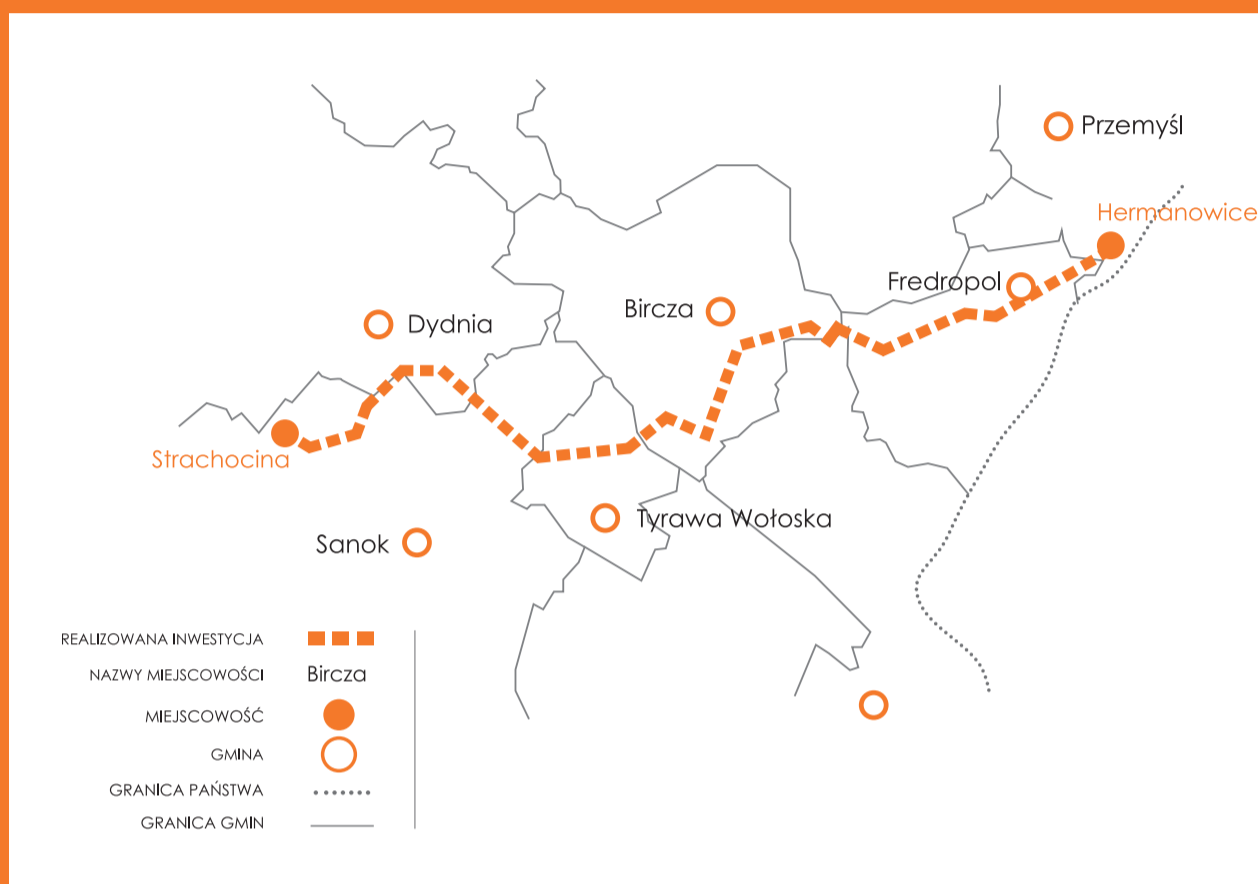 Przemyśl
Hermanowice
Fredropol
Bircza
Dydnia
Strachocina
Tyrawa Wołoska
Sanok
REALIZOWANA INWESTYCJA
NAZWY MIEJSCOWOŚCI Bircza
MIEJSCOWOŚĆ
GMINA
GRANICA PAŃSTWA
GRANICA GMIN